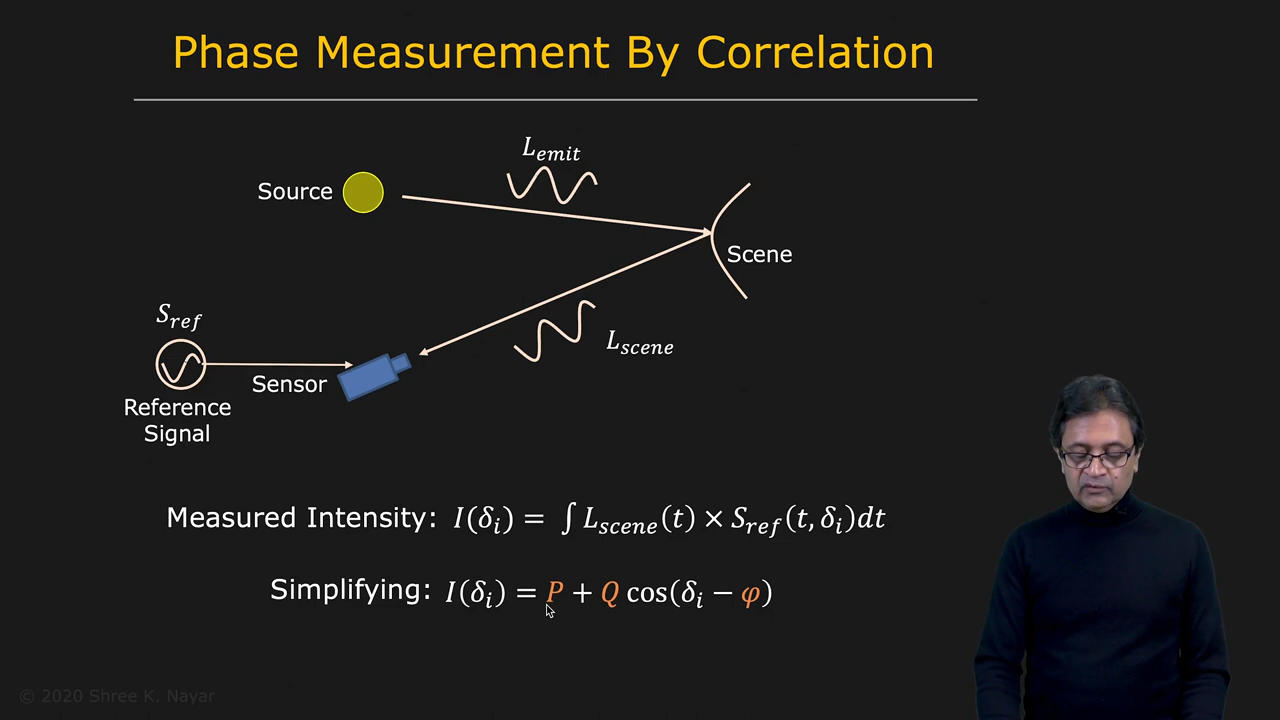 Phase Measurement By Correlation
L_emit
Source
Scene
S_ref
L_scene
Sensor
Reference
Signal
Measured Intensity: I(δ_i) = ∫ L_scene(t) × S_ref(t, δ_i)dt
Simplifying: I(δ_i) = P + Q cos(δ_i − φ)
© 2020 Shree K. Nayar